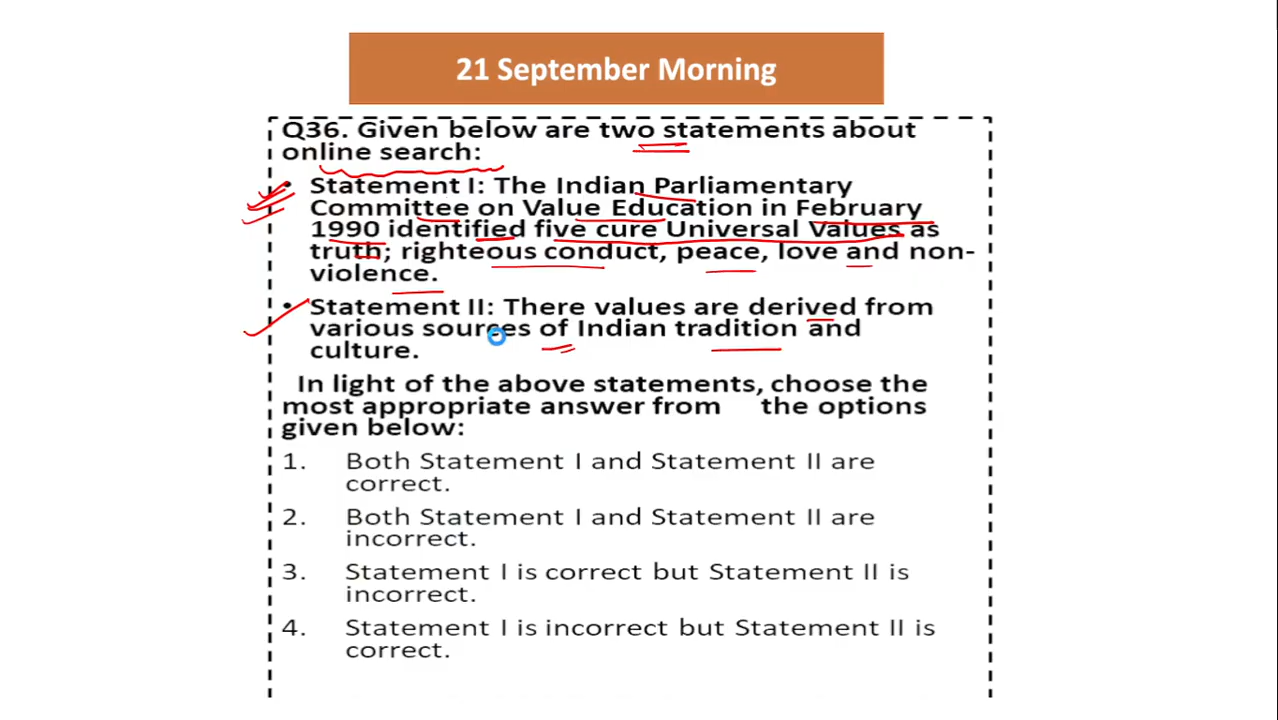 21 September Morning
Q36. Given below are two statements about
online search:
• Statement I: The Indian Parliamentary
Committee on Value Education in February
1990 identified five cure Universal Values as
truth; righteous conduct, peace, love and non-
violence.
• Statement II: There values are derived from
various sources of Indian tradition and
culture.
In light of the above statements, choose the
most appropriate answer from the options
given below:
1. Both Statement I and Statement II are
correct.
2. Both Statement I and Statement II are
incorrect.
3. Statement I is correct but Statement II is
incorrect.
4. Statement I is incorrect but Statement II is
correct.